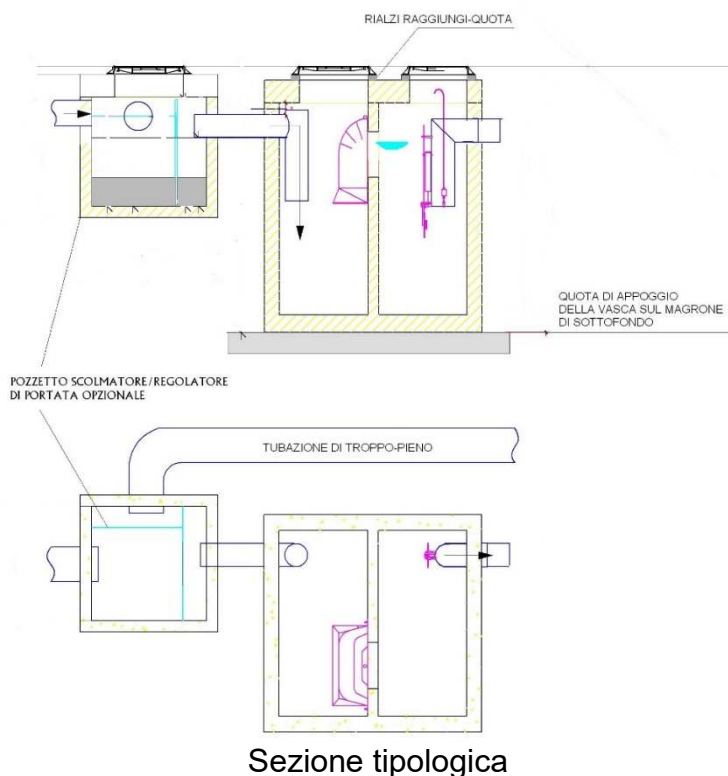 RIALZI RAGGIUNGI-QUOTA
QUOTA DI APPOGGIO
DELLA VASCA SUL MAGRONE
DI SOTTOFONDO
POZZETTO SCOLMATORE/REGOLATORE
DI PORTATA OPZIONALE
TUBAZIONE DI TROPPO-PIENO
Sezione tipologica